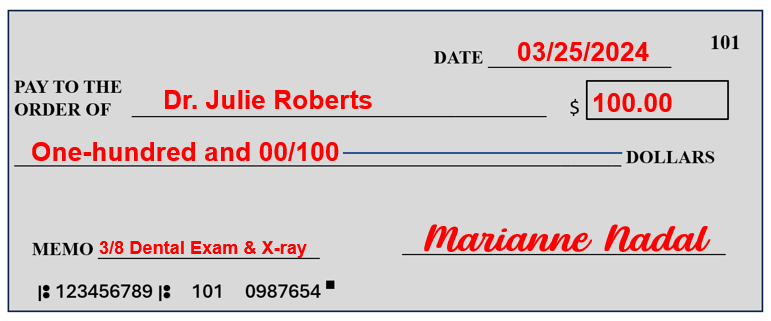 101
DATE 03/25/2024
PAY TO THE
ORDER OF Dr. Julie Roberts $ 100.00
One-hundred and 00/100 DOLLARS
MEMO 3/8 Dental Exam & X-ray Marianne Nadal
⑆ 123456789 ⑆ 101 0987654